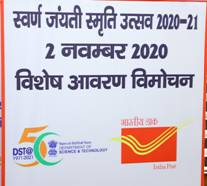 स्वर्ण जयंती स्मृति उत्सव 2020-21
2 नवम्बर 2020
विशेष आवरण विमोचन
DST@50
1971-2021
DEPARTMENT OF
SCIENCE & TECHNOLOGY
भारतीय डाक
India Post